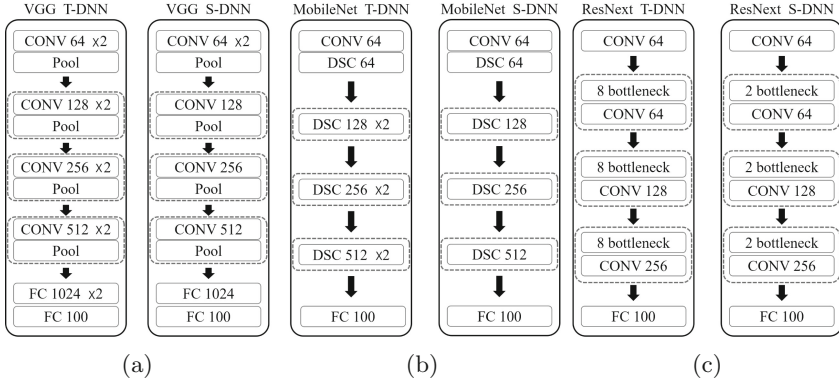 VGG T-DNN
CONV 64 x2
Pool
CONV 128 x2
Pool
CONV 256 x2
Pool
CONV 512 x2
Pool
FC 1024 x2
FC 100
VGG S-DNN
CONV 64 x2
Pool
CONV 128
Pool
CONV 256
Pool
CONV 512
Pool
FC 1024
FC 100
(a)
MobileNet T-DNN
CONV 64
DSC 64
DSC 128 x2
DSC 256 x2
DSC 512 x2
FC 100
MobileNet S-DNN
CONV 64
DSC 64
DSC 128
DSC 256
DSC 512
FC 100
(b)
ResNext T-DNN
CONV 64
8 bottleneck
CONV 64
8 bottleneck
CONV 128
8 bottleneck
CONV 256
FC 100
ResNext S-DNN
CONV 64
2 bottleneck
CONV 64
2 bottleneck
CONV 128
2 bottleneck
CONV 256
FC 100
(c)